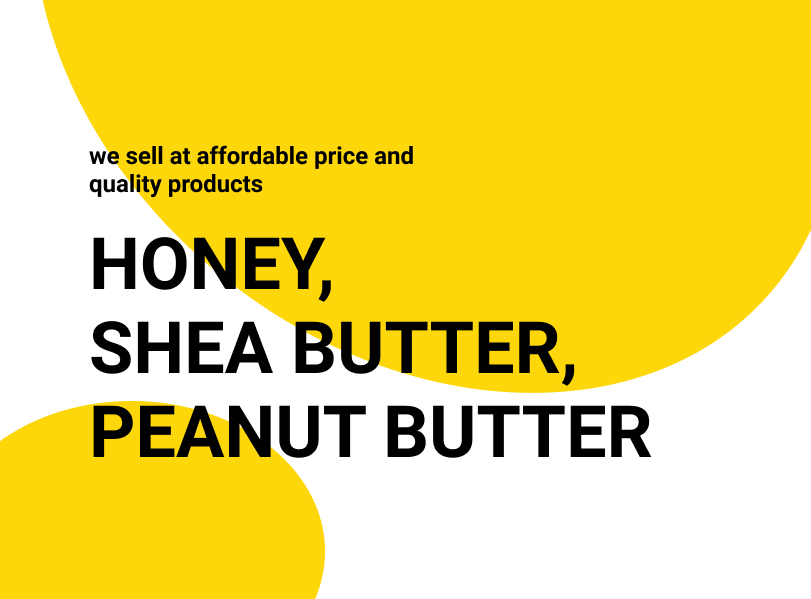 we sell at affordable price and
quality products
HONEY,
SHEA BUTTER,
PEANUT BUTTER